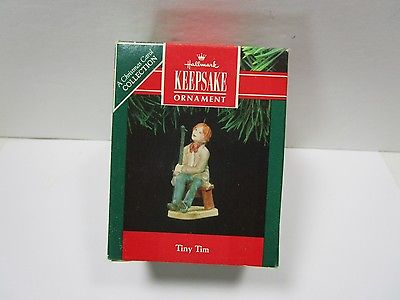 A Christmas Carol
COLLECTION
Hallmark
KEEPSAKE
ORNAMENT
Tiny Tim